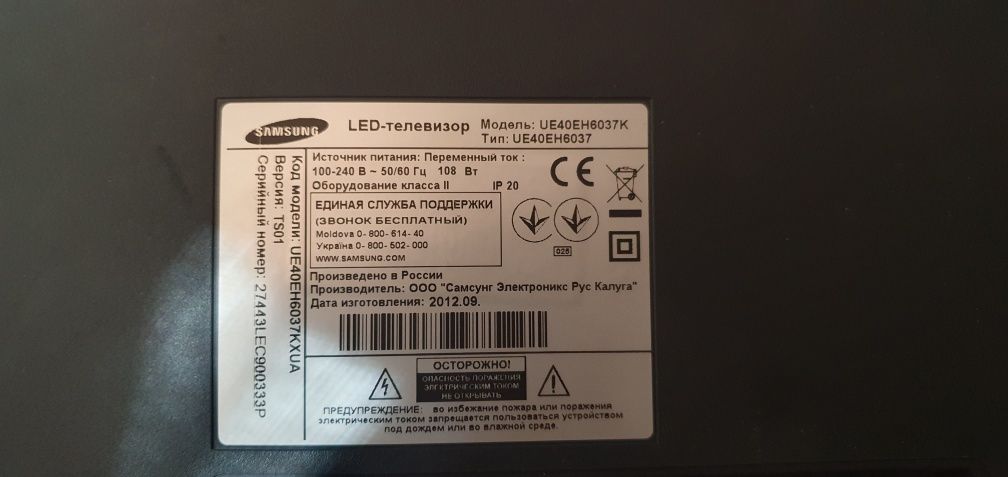 SAMSUNG
LED-телевизор
Модель: UE40EH6037K
Тип: UE40EH6037
Код модели: UE40EH6037KXUA
Версия: TS01
Серийный номер: 27443LEC900333P
Источник питания: Переменный ток :
100-240 В ~ 50/60 Гц 108 Вт
Оборудование класса II IP 20
CE
ЕДИНАЯ СЛУЖБА ПОДДЕРЖКИ
(ЗВОНОК БЕСПЛАТНЫЙ)
Moldova 0-800-614-40
Україна 0-800-502-000
WWW.SAMSUNG.COM
025
Произведено в России
Производитель: ООО "Самсунг Электроникс Рус Калуга"
Дата изготовления: 2012.09.
ОСТОРОЖНО!
ОПАСНОСТЬ ПОРАЖЕНИЯ
ЭЛЕКТРИЧЕСКИМ ТОКОМ
НЕ ОТКРЫВАТЬ
ПРЕДУПРЕЖДЕНИЕ: во избежание пожара или поражения
электрическим током запрещается пользоваться устройством
под дождем или во влажной среде.